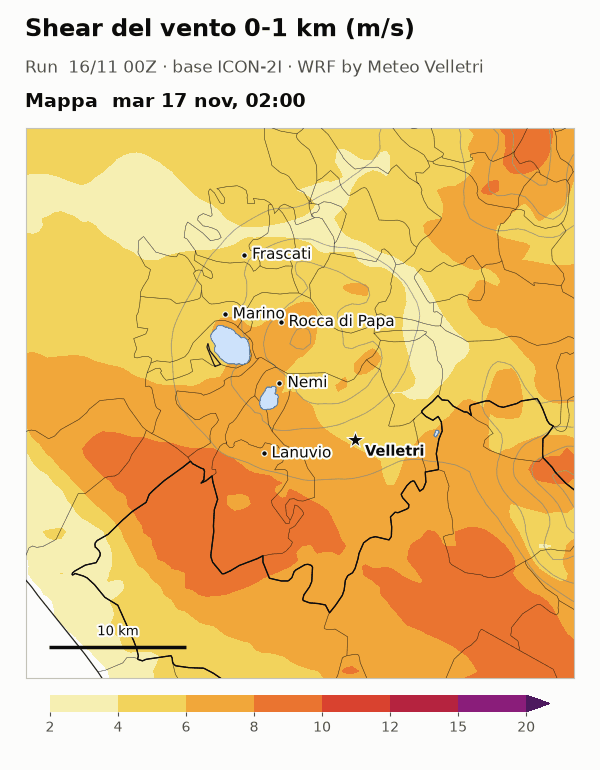 Shear del vento 0-1 km (m/s)
Run  16/11 00Z · base ICON-2I · WRF by Meteo Velletri
Mappa  mar 17 nov, 02:00
Frascati
Marino
Rocca di Papa
Nemi
Velletri
Lanuvio
10 km
2 4 6 8 10 12 15 20